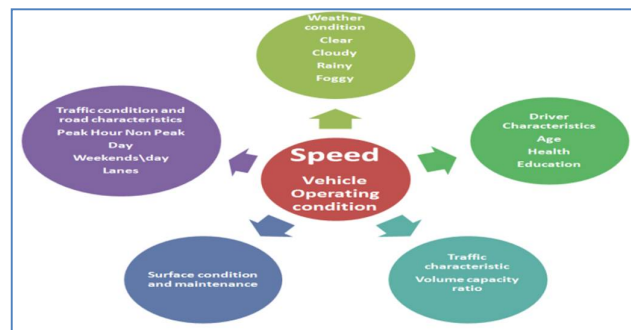 Weather
condition
Clear
Cloudy
Rainy
Foggy
Traffic condition and
road characteristics
Peak Hour Non Peak
Day
Weekends\day
Lanes
Driver
Characteristics
Age
Health
Education
Speed
Vehicle
Operating
condition
Surface condition
and maintenance
Traffic
characteristic
Volume capacity
ratio